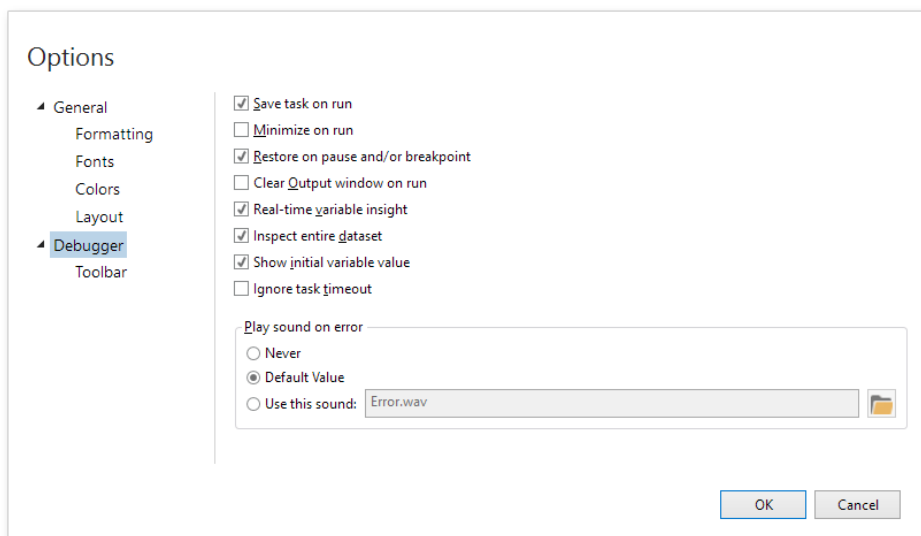 Options
General
Formatting
Fonts
Colors
Layout
Debugger
Toolbar
Save task on run
Minimize on run
Restore on pause and/or breakpoint
Clear Output window on run
Real-time variable insight
Inspect entire dataset
Show initial variable value
Ignore task timeout
Play sound on error
Never
Default Value
Use this sound: Error.wav
OK Cancel